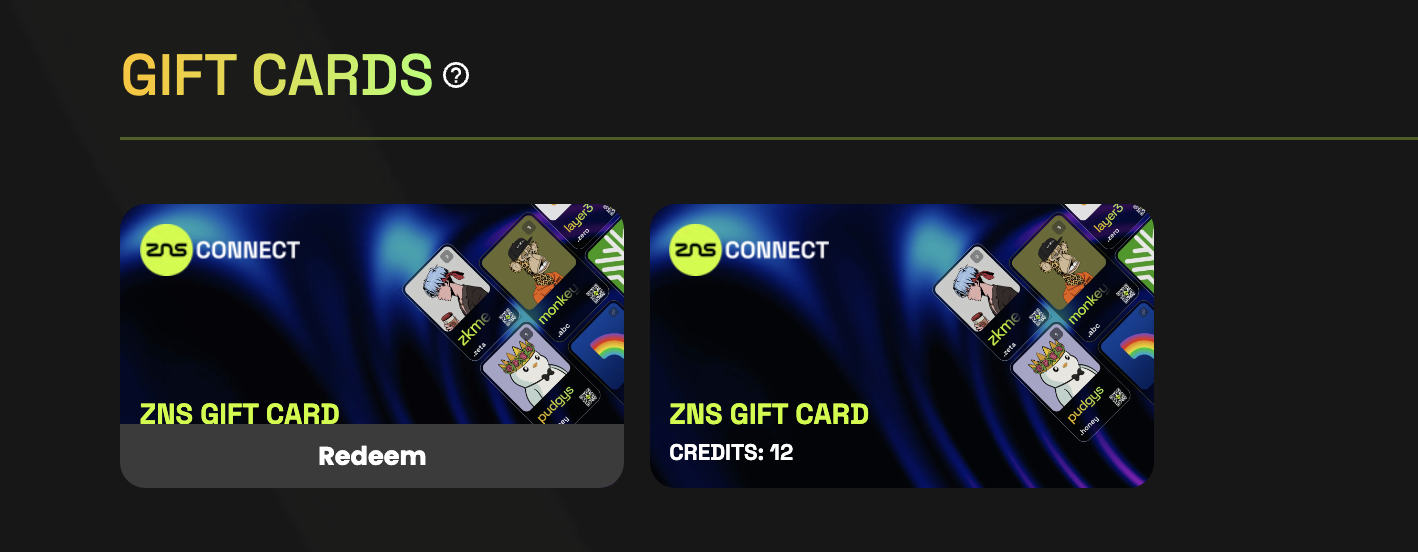 GIFT CARDS
zns CONNECT
layer3
.zero
monkey
.abc
zkme
.zeta
pudgys
.honey
ZNS GIFT CARD
Redeem
zns CONNECT
layer3
.zero
monkey
.abc
zkme
.zeta
pudgys
.honey
ZNS GIFT CARD
CREDITS: 12